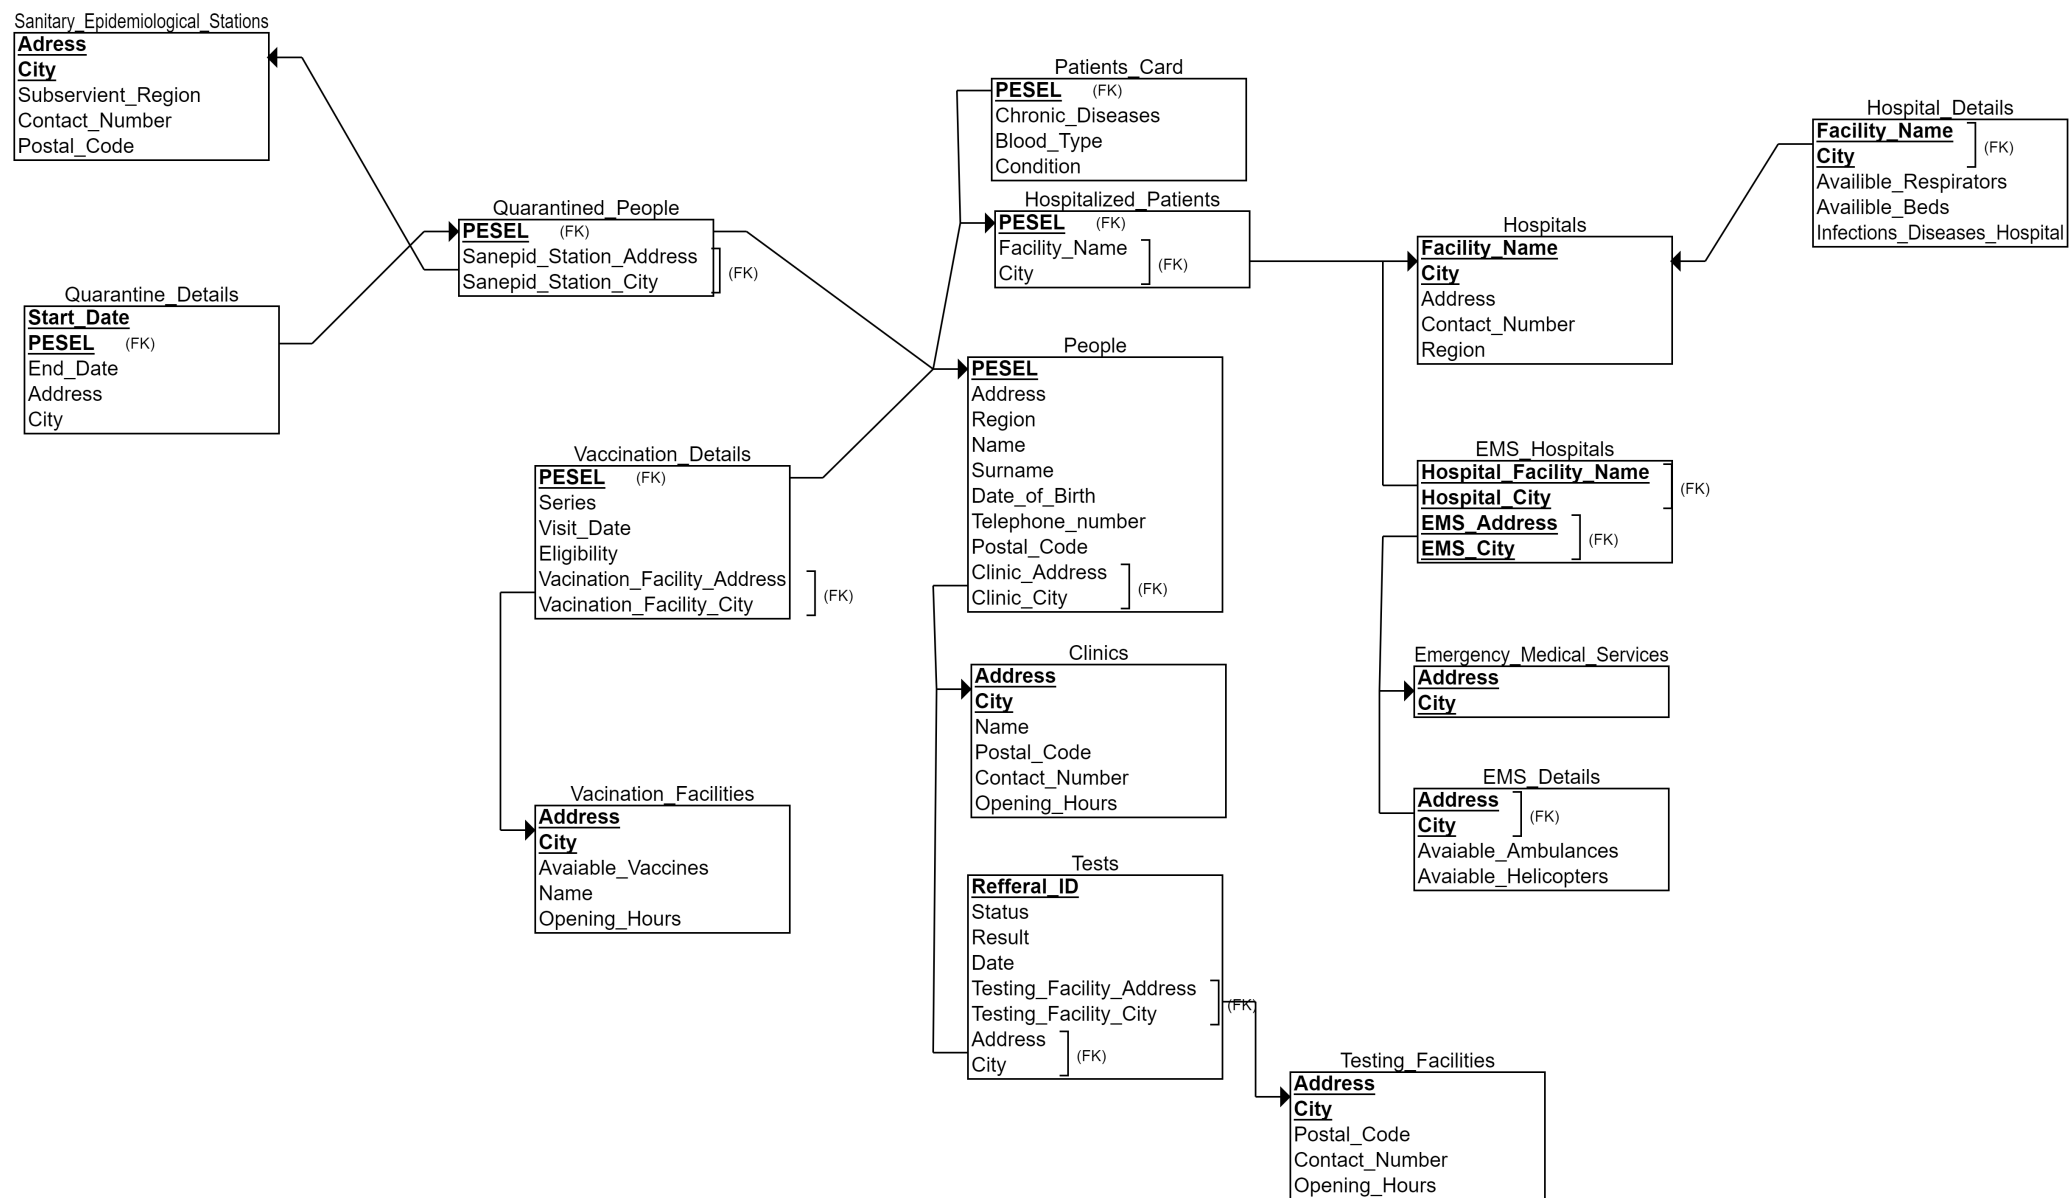 Sanitary_Epidemiological_Stations
Adress
City
Subservient_Region
Contact_Number
Postal_Code
Quarantined_People
PESEL (FK)
Sanepid_Station_Address
Sanepid_Station_City
(FK)
Quarantine_Details
Start_Date
PESEL (FK)
End_Date
Address
City
Vaccination_Details
PESEL (FK)
Series
Visit_Date
Eligibility
Vacination_Facility_Address
Vacination_Facility_City
(FK)
Vacination_Facilities
Address
City
Avaiable_Vaccines
Name
Opening_Hours
Patients_Card
PESEL (FK)
Chronic_Diseases
Blood_Type
Condition
Hospitalized_Patients
PESEL (FK)
Facility_Name
City
(FK)
People
PESEL
Address
Region
Name
Surname
Date_of_Birth
Telephone_number
Postal_Code
Clinic_Address
Clinic_City
(FK)
Clinics
Address
City
Name
Postal_Code
Contact_Number
Opening_Hours
Tests
Refferal_ID
Status
Result
Date
Testing_Facility_Address
Testing_Facility_City
(FK)
Address
City
(FK)
Testing_Facilities
Address
City
Postal_Code
Contact_Number
Opening_Hours
Hospitals
Facility_Name
City
Address
Contact_Number
Region
Hospital_Details
Facility_Name
City
(FK)
Availible_Respirators
Availible_Beds
Infections_Diseases_Hospital
EMS_Hospitals
Hospital_Facility_Name
Hospital_City
(FK)
EMS_Address
EMS_City
(FK)
Emergency_Medical_Services
Address
City
EMS_Details
Address
City
(FK)
Avaiable_Ambulances
Avaiable_Helicopters